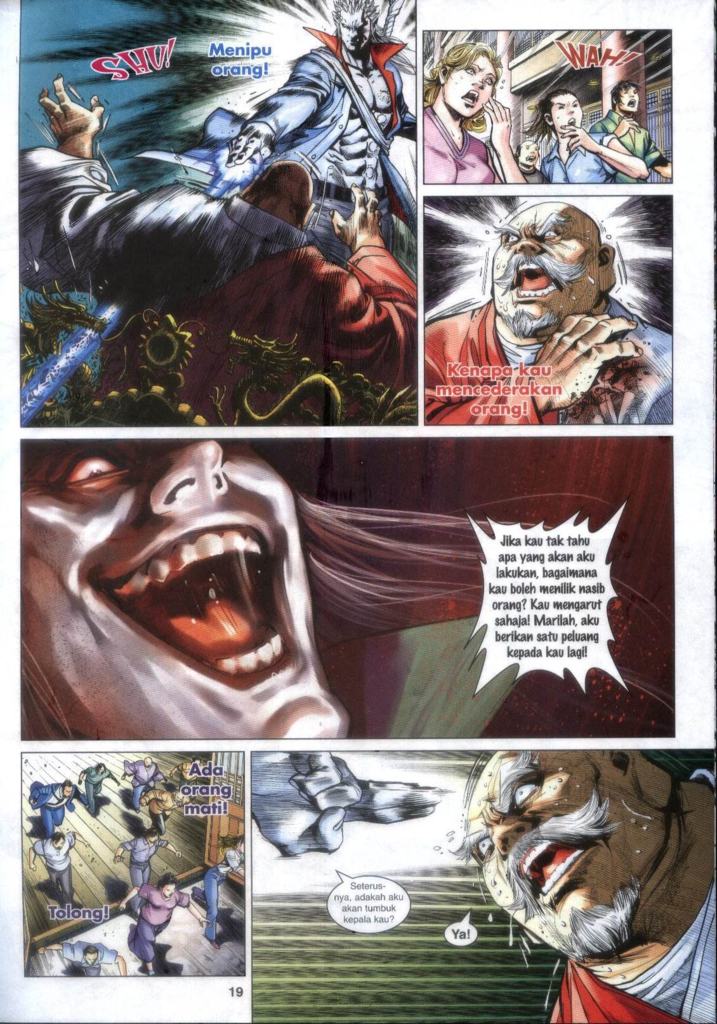 SHU!
Menipu
orang!
WAH!
Kenapa kau
mencederakan
orang!
Jika kau tak tahu
apa yang akan aku
lakukan, bagaimana
kau boleh menilik nasib
orang? Kau mengarut
sahaja! Marilah, aku
berikan satu peluang
kepada kau lagi!
Ada
orang
mati!
Tolong!
Seterus-
nya, adakah aku
akan tumbuk
kepala kau?
Ya!
19